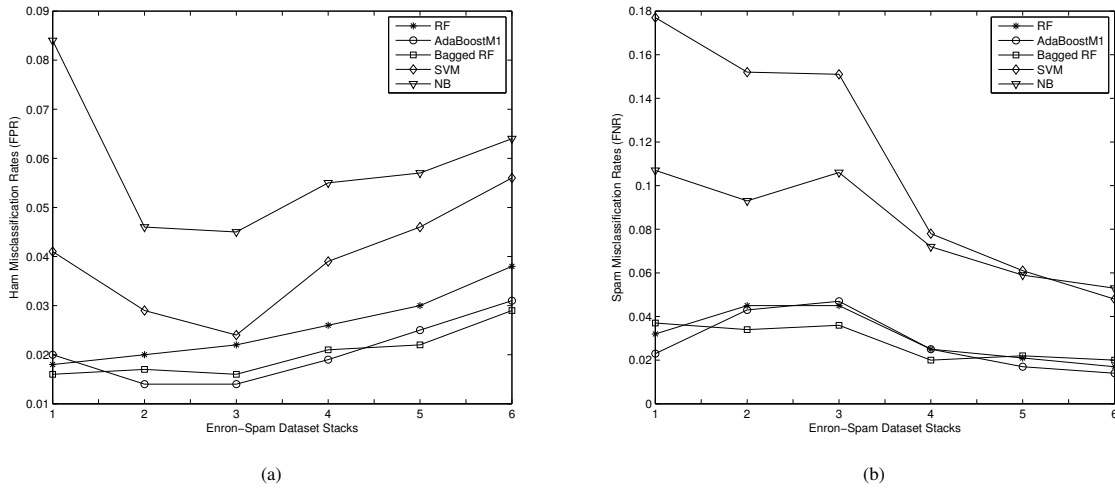 0.09
0.08
0.07
0.06
0.05
0.04
0.03
0.02
0.01
1 2 3 4 5 6
Ham Misclassification Rates (FPR)
Enron−Spam Dataset Stacks
RF
AdaBoostM1
Bagged RF
SVM
NB
(a)
0.18
0.16
0.14
0.12
0.1
0.08
0.06
0.04
0.02
0
1 2 3 4 5 6
Spam Misclassification Rates (FNR)
Enron−Spam Dataset Stacks
RF
AdaBoostM1
Bagged RF
SVM
NB
(b)